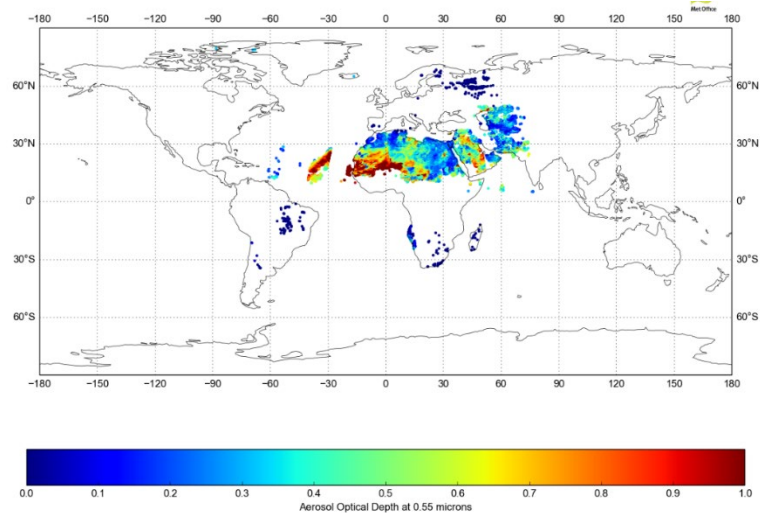 Met Office
−180 −150 −120 −90 −60 −30 0 30 60 90 120 150 180
60°N 60°N
30°N 30°N
0° 0°
30°S 30°S
60°S 60°S
−180 −150 −120 −90 −60 −30 0 30 60 90 120 150 180
0.0 0.1 0.2 0.3 0.4 0.5 0.6 0.7 0.8 0.9 1.0
Aerosol Optical Depth at 0.55 microns